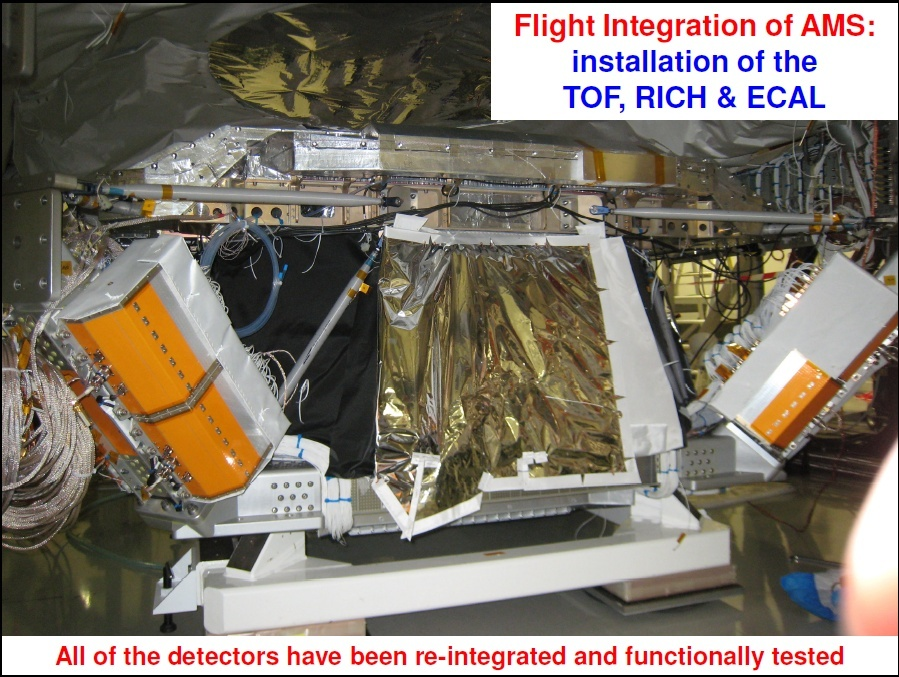 Flight Integration of AMS:
installation of the
TOF, RICH & ECAL
All of the detectors have been re-integrated and functionally tested